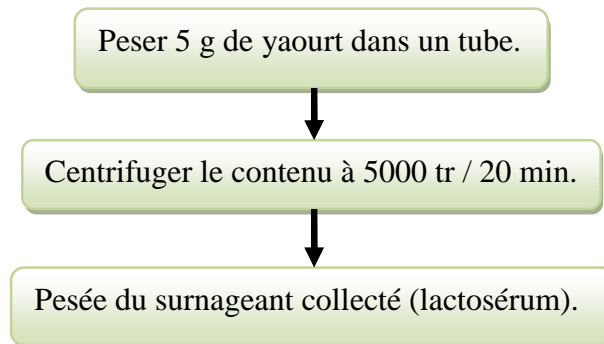 Peser 5 g de yaourt dans un tube.
Centrifuger le contenu à 5000 tr / 20 min.
Pesée du surnageant collecté (lactosérum).